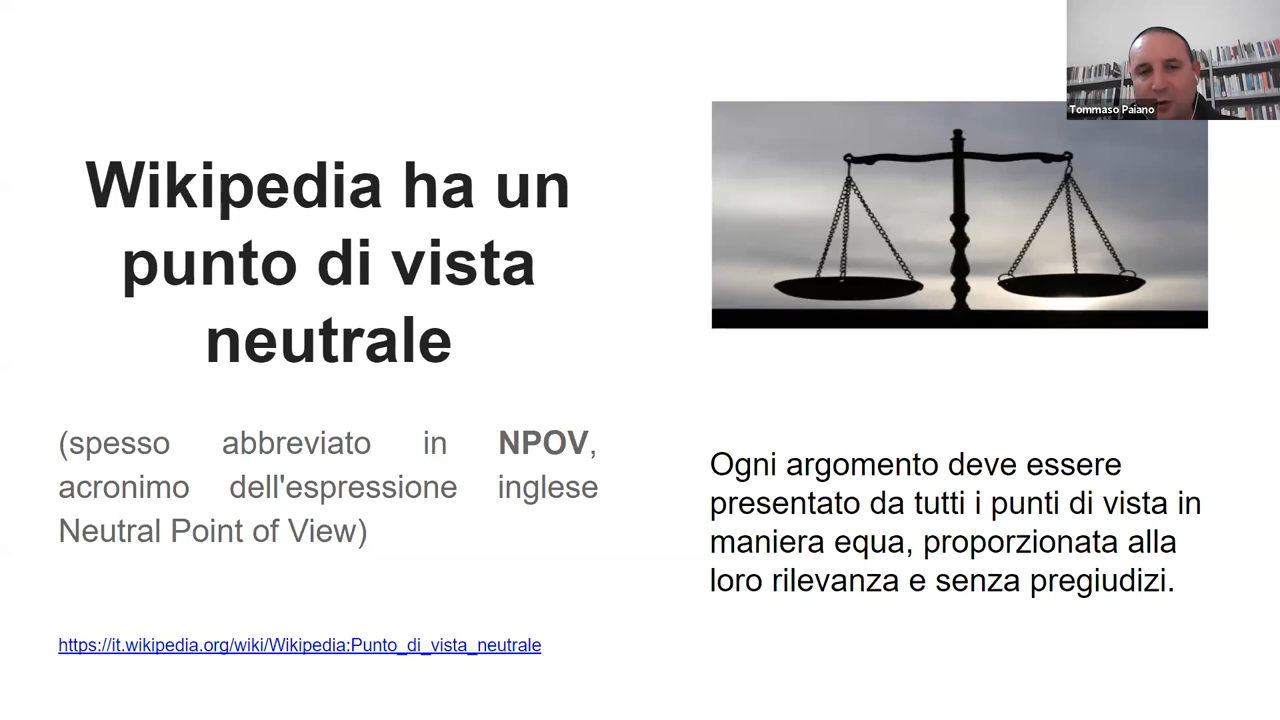 Tommaso Paiano
Wikipedia ha un
punto di vista
neutrale
(spesso abbreviato in NPOV,
acronimo dell'espressione inglese
Neutral Point of View)
https://it.wikipedia.org/wiki/Wikipedia:Punto_di_vista_neutrale
Ogni argomento deve essere
presentato da tutti i punti di vista in
maniera equa, proporzionata alla
loro rilevanza e senza pregiudizi.